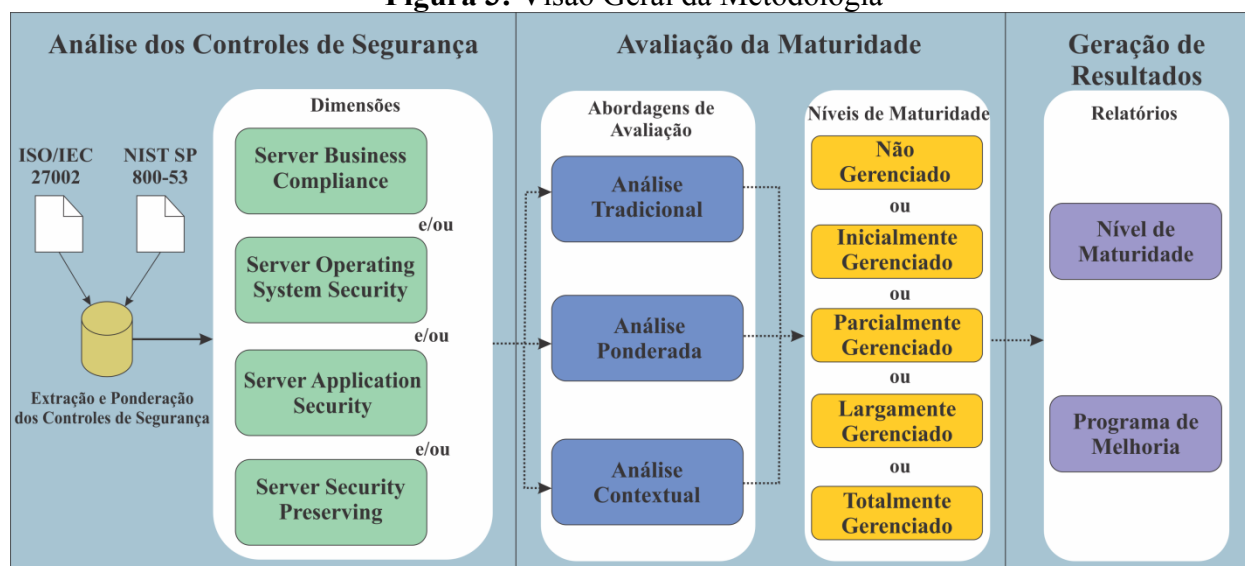 Figura 3: Visão Geral da Metodologia
Análise dos Controles de Segurança
ISO/IEC
27002
NIST SP
800-53
Extração e Ponderação
dos Controles de Segurança
Dimensões
Server Business
Compliance
e/ou
Server Operating
System Security
e/ou
Server Application
Security
e/ou
Server Security
Preserving
Avaliação da Maturidade
Abordagens de
Avaliação
Análise
Tradicional
Análise
Ponderada
Análise
Contextual
Níveis de Maturidade
Não
Gerenciado
ou
Inicialmente
Gerenciado
ou
Parcialmente
Gerenciado
ou
Largamente
Gerenciado
ou
Totalmente
Gerenciado
Geração de
Resultados
Relatórios
Nível de
Maturidade
Programa de
Melhoria